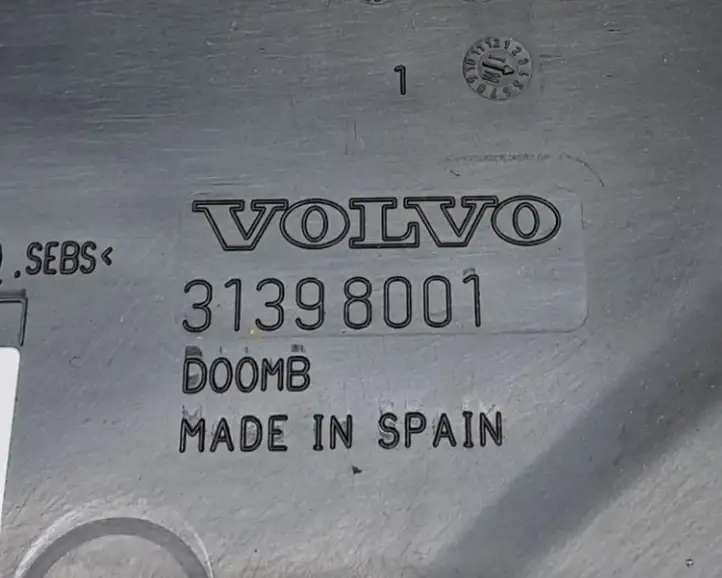 1
VOLVO
.SEBS<
31398001
D00MB
MADE IN SPAIN